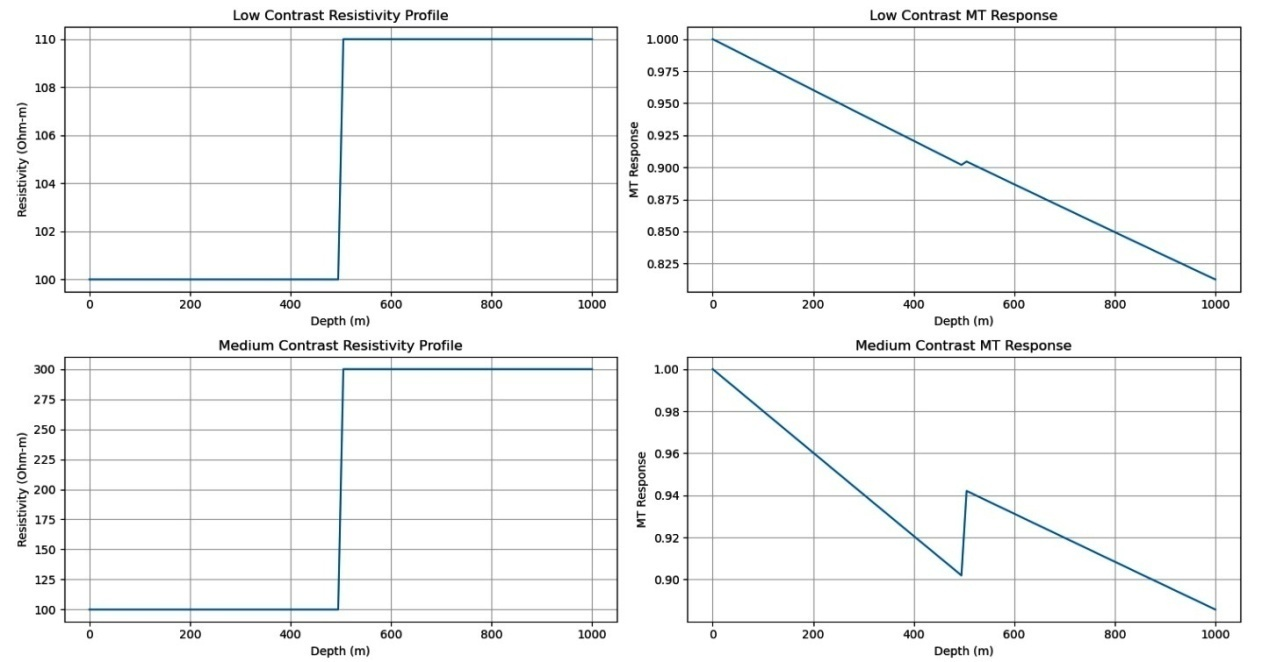 Low Contrast Resistivity Profile
110
108
106
104
102
100
Resistivity (Ohm-m)
0 200 400 600 800 1000
Depth (m)
Low Contrast MT Response
1.000
0.975
0.950
0.925
0.900
0.875
0.850
0.825
MT Response
0 200 400 600 800 1000
Depth (m)
Medium Contrast Resistivity Profile
300
275
250
225
200
175
150
125
100
Resistivity (Ohm-m)
0 200 400 600 800 1000
Depth (m)
Medium Contrast MT Response
1.00
0.98
0.96
0.94
0.92
0.90
MT Response
0 200 400 600 800 1000
Depth (m)